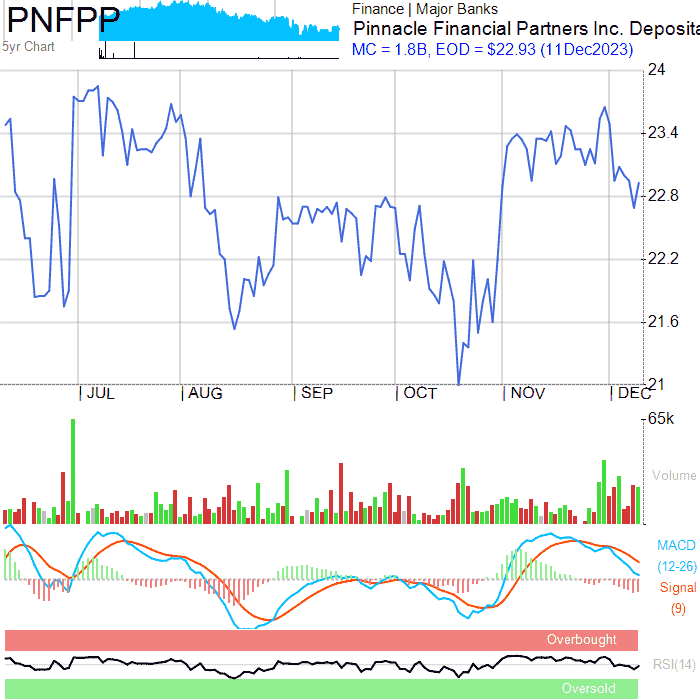 PNFPP
5yr Chart
Finance | Major Banks
Pinnacle Financial Partners Inc. Deposita
MC = 1.8B, EOD = $22.93 (11Dec2023)
24
23.4
22.8
22.2
21.6
21
| JUL
| AUG
| SEP
| OCT
| NOV
| DEC
65k
Volume
MACD
(12-26)
Signal
(9)
Overbought
RSI(14)
Oversold